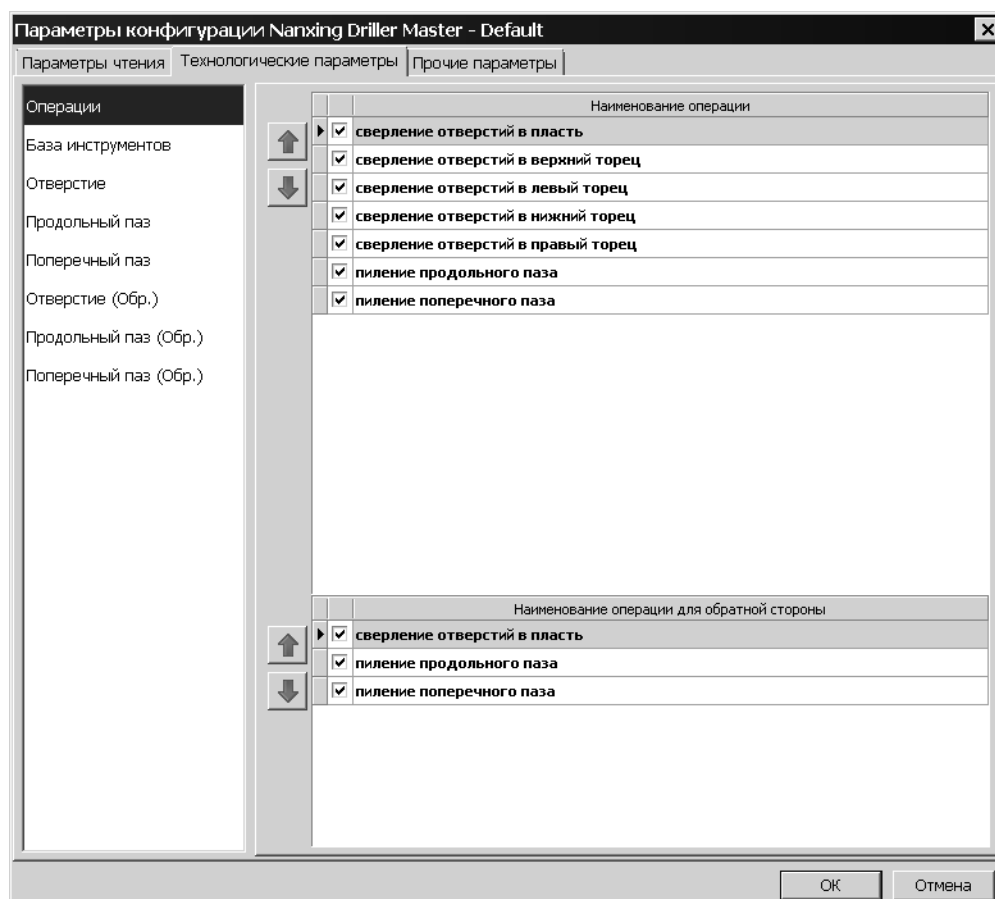 Параметры конфигурации Nanxing Driller Master - Default
Параметры чтения Технологические параметры Прочие параметры
Операции
База инструментов
Отверстие
Продольный паз
Поперечный паз
Отверстие (Обр.)
Продольный паз (Обр.)
Поперечный паз (Обр.)
Наименование операции
сверление отверстий в пласть
сверление отверстий в верхний торец
сверление отверстий в левый торец
сверление отверстий в нижний торец
сверление отверстий в правый торец
пиление продольного паза
пиление поперечного паза
Наименование операции для обратной стороны
сверление отверстий в пласть
пиление продольного паза
пиление поперечного паза
ОК Отмена